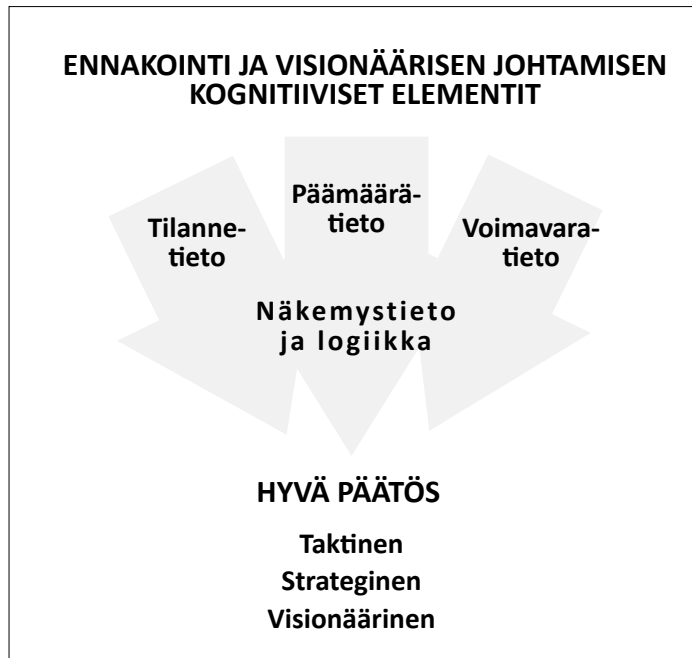 ENNAKOINTI JA VISIONÄÄRISEN JOHTAMISEN
KOGNITIIVISET ELEMENTIT
Tilanne-
tieto
Päämäärä-
tieto
Voimavara-
tieto
Näkemystieto
ja logiikka
HYVÄ PÄÄTÖS
Taktinen
Strateginen
Visionäärinen